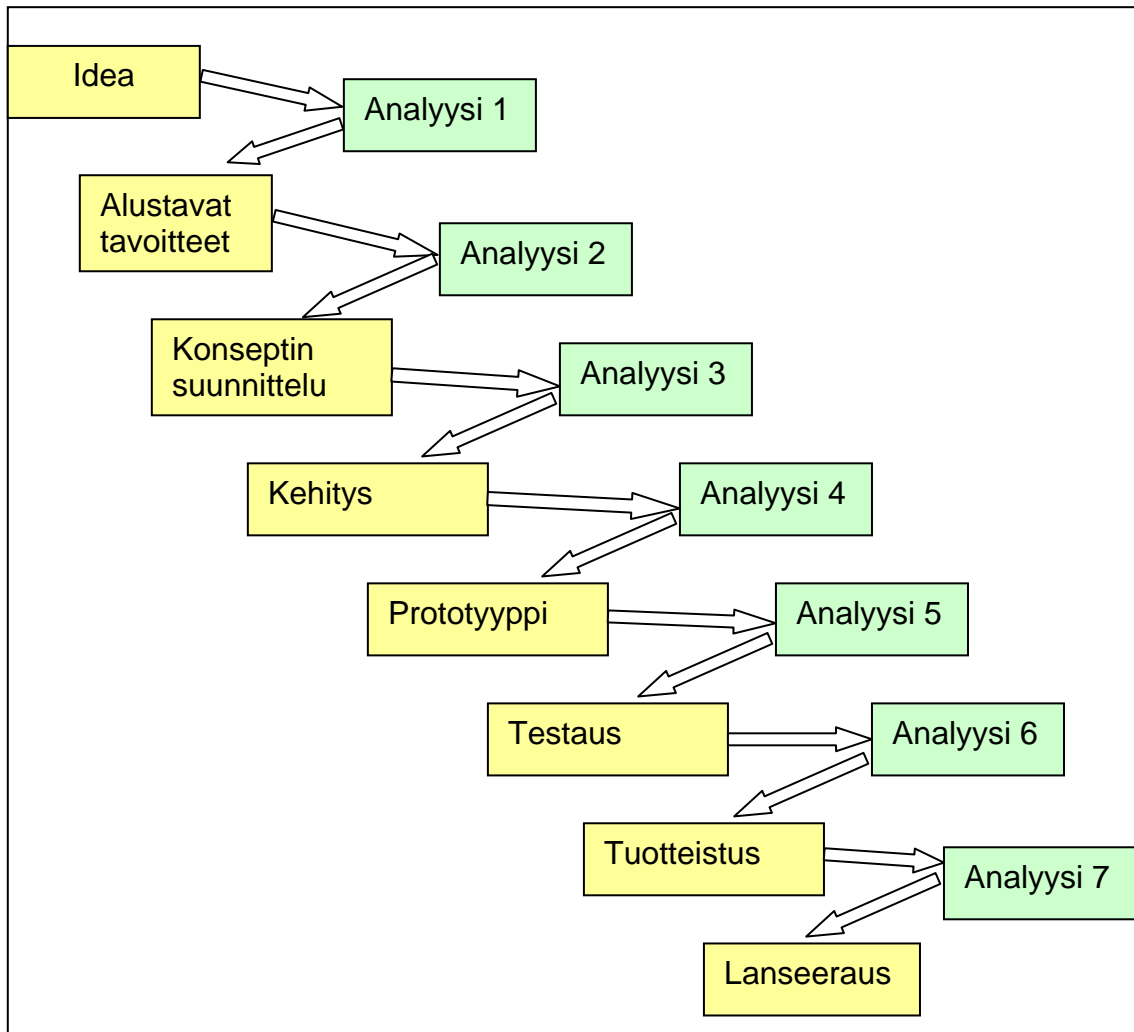 Idea
Analyysi 1
Alustavat
tavoitteet
Analyysi 2
Konseptin
suunnittelu
Analyysi 3
Kehitys
Analyysi 4
Prototyyppi
Analyysi 5
Testaus
Analyysi 6
Tuotteistus
Analyysi 7
Lanseeraus